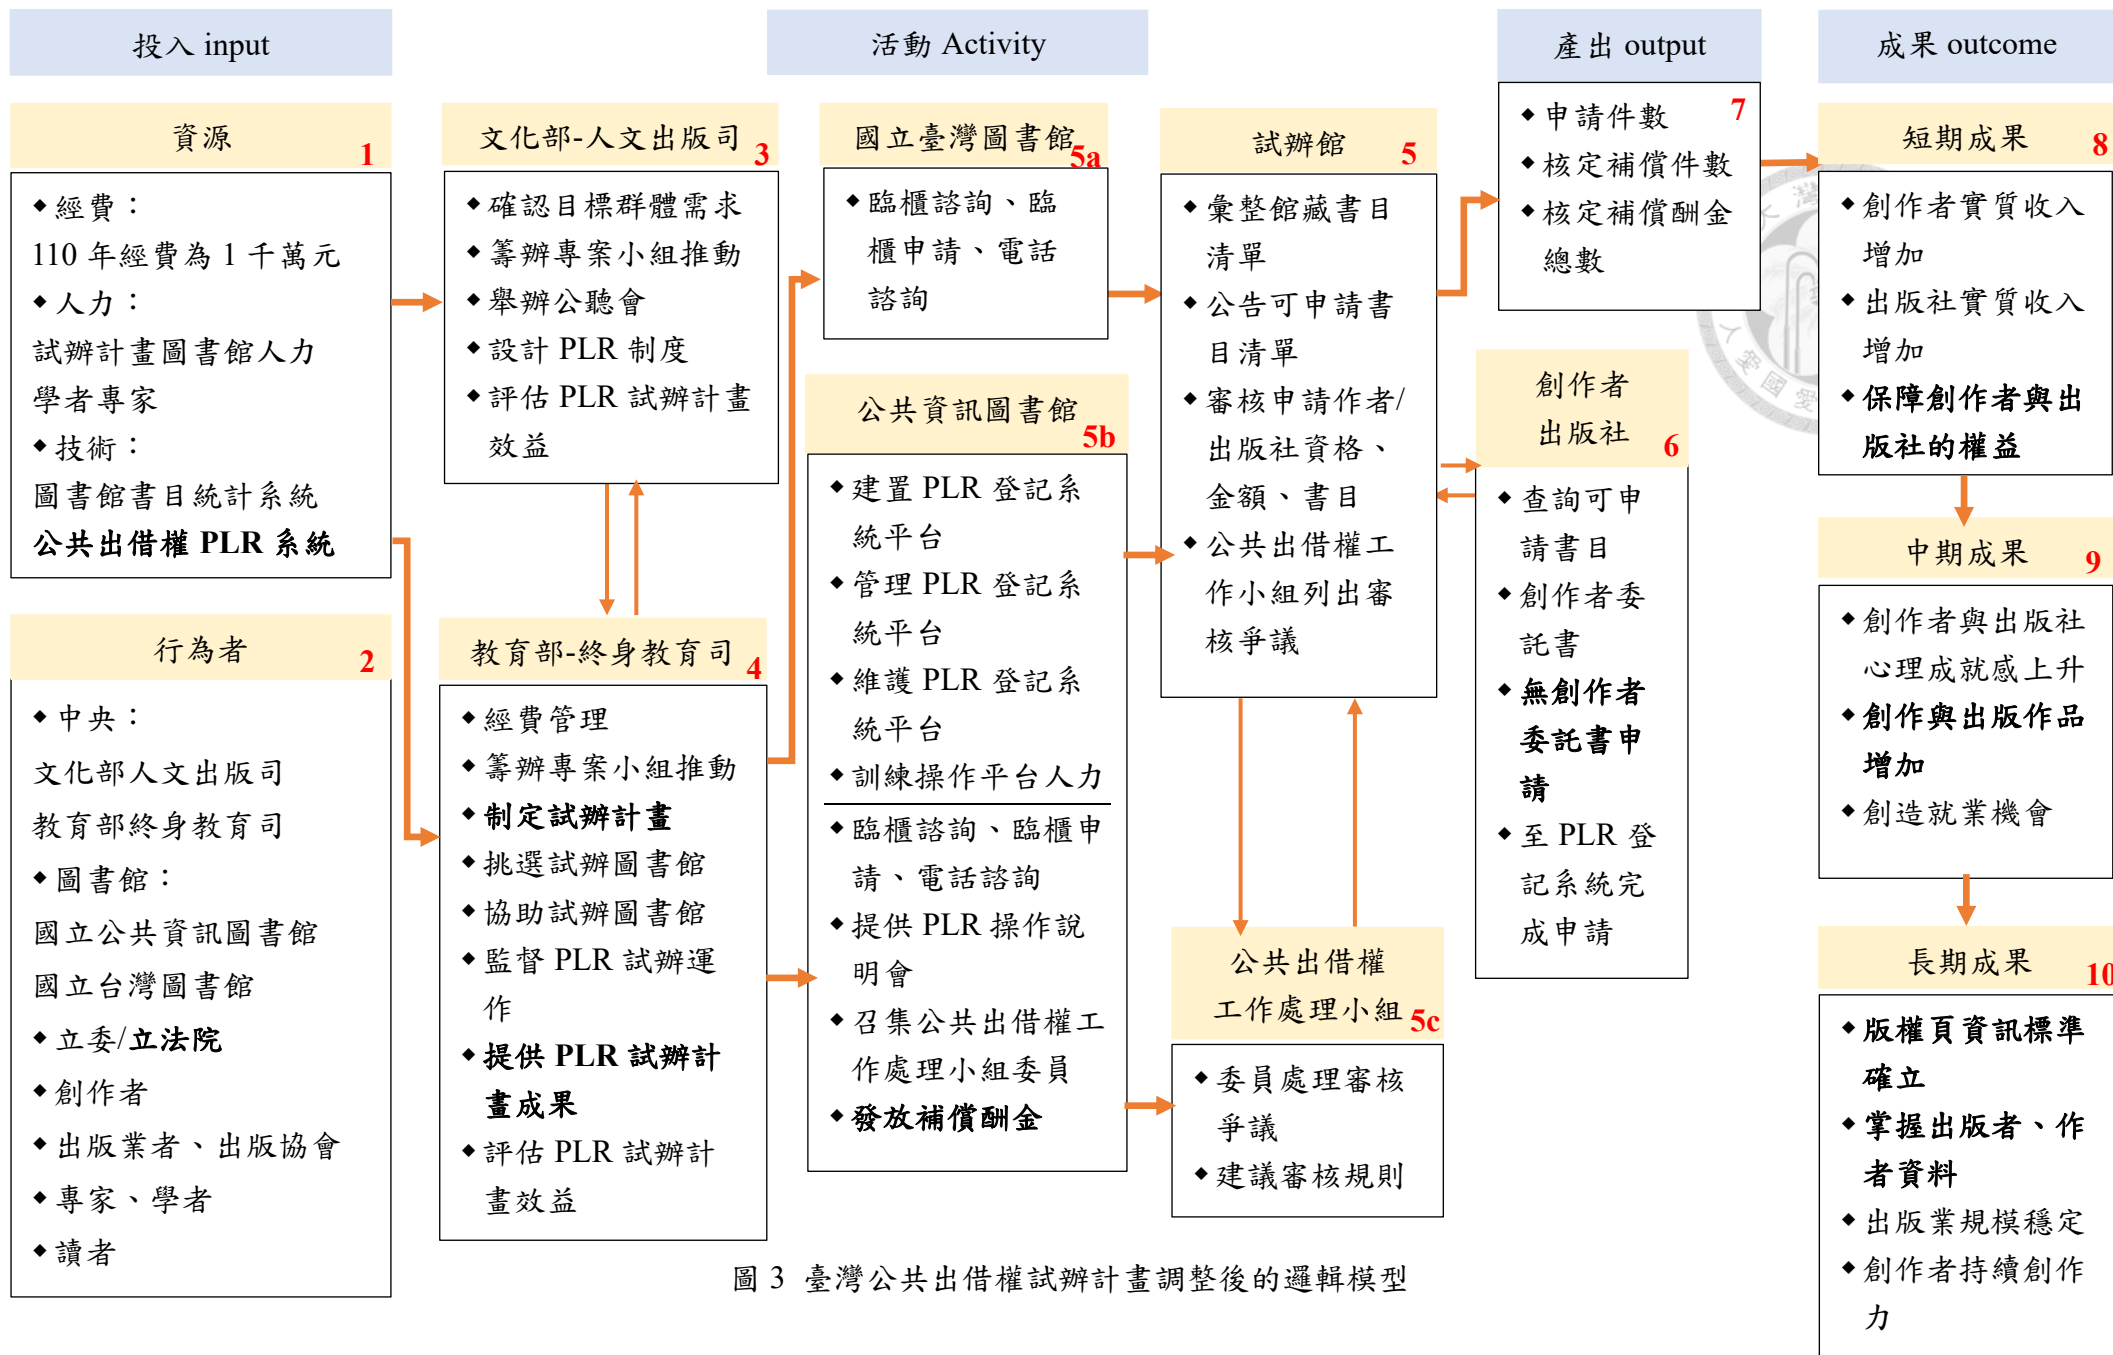 投入 input
活動 Activity
產出 output
成果 outcome
資源 1
◆經費：
110 年經費為 1 千萬元
◆人力：
試辦計畫圖書館人力
學者專家
◆技術：
圖書館書目統計系統
公共出借權 PLR 系統
行為者 2
◆中央：
文化部人文出版司
教育部終身教育司
◆圖書館：
國立公共資訊圖書館
國立台灣圖書館
◆立委/立法院
◆創作者
◆出版業者、出版協會
◆專家、學者
◆讀者
文化部-人文出版司 3
◆確認目標群體需求
◆籌辦專案小組推動
◆舉辦公聽會
◆設計 PLR 制度
◆評估 PLR 試辦計畫
效益
教育部-終身教育司 4
◆經費管理
◆籌辦專案小組推動
◆制定試辦計畫
◆挑選試辦圖書館
◆協助試辦圖書館
◆監督 PLR 試辦運
作
◆提供 PLR 試辦計
畫成果
◆評估 PLR 試辦計
畫效益
國立臺灣圖書館 5a
◆臨櫃諮詢、臨
櫃申請、電話
諮詢
公共資訊圖書館 5b
◆建置 PLR 登記系
統平台
◆管理 PLR 登記系
統平台
◆維護 PLR 登記系
統平台
◆訓練操作平台人力
◆臨櫃諮詢、臨櫃申
請、電話諮詢
◆提供 PLR 操作說
明會
◆召集公共出借權工
作處理小組委員
◆發放補償酬金
試辦館 5
◆彙整館藏書目
清單
◆公告可申請書
目清單
◆審核申請作者/
出版社資格、
金額、書目
◆公共出借權工
作小組列出審
核爭議
公共出借權
工作處理小組 5c
◆委員處理審核
爭議
◆建議審核規則
7
◆申請件數
◆核定補償件數
◆核定補償酬金
總數
創作者
出版社 6
◆查詢可申
請書目
◆創作者委
託書
◆無創作者
委託書申
請
◆至 PLR 登
記系統完
成申請
短期成果 8
◆創作者實質收入
增加
◆出版社實質收入
增加
◆保障創作者與出
版社的權益
中期成果 9
◆創作者與出版社
心理成就感上升
◆創作與出版作品
增加
◆創造就業機會
長期成果 10
◆版權頁資訊標準
確立
◆掌握出版者、作
者資料
◆出版業規模穩定
◆創作者持續創作
力
圖 3 臺灣公共出借權試辦計畫調整後的邏輯模型